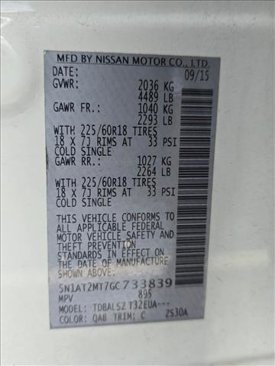 MFD BY NISSAN MOTOR CO., LTD.
DATE: 09/15
GVWR: 2036 KG
4489 LB
GAWR FR: 1040 KG
2293 LB
WITH 225/60R18 TIRES
18 X 7J RIMS AT 33 PSI
COLD SINGLE
GAWR RR: 1027 KG
2264 LB
WITH 225/60R18 TIRES
18 X 7J RIMS AT 33 PSI
COLD SINGLE
THIS VEHICLE CONFORMS TO
ALL APPLICABLE FEDERAL
MOTOR VEHICLE SAFETY AND
THEFT PREVENTION
STANDARDS IN EFFECT ON
THE DATE OF MANUFACTURE
SHOWN ABOVE
5N1AT2MT7GC733839
MPV 895
MODEL:
COLOR: QAB TRIM: C ZS30A